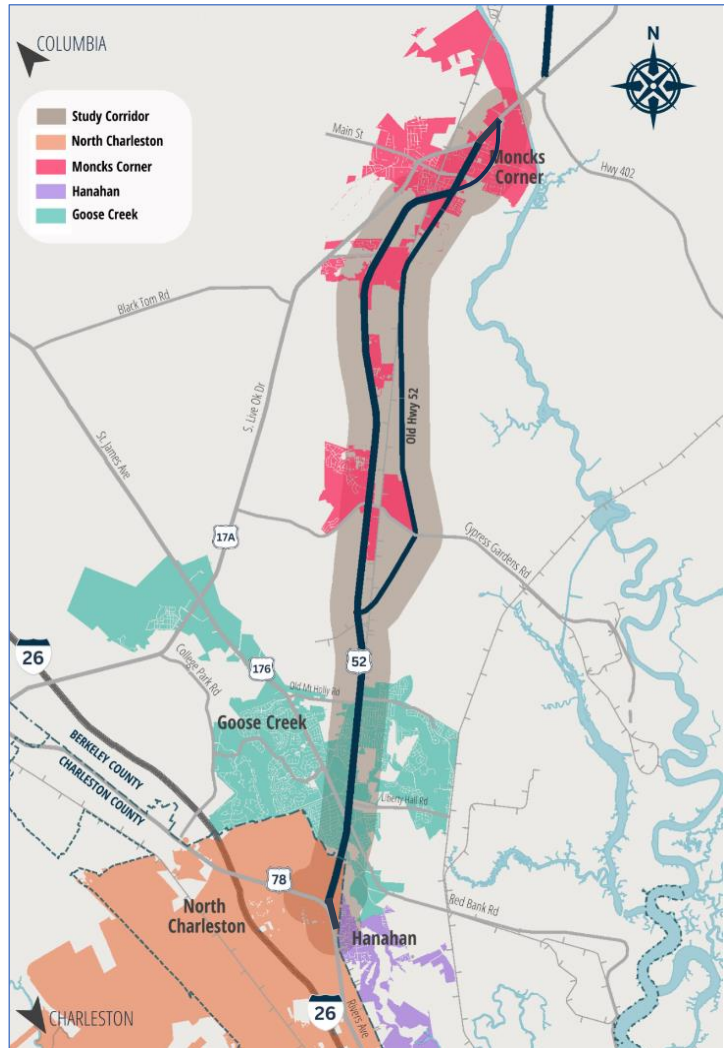 COLUMBIA
N
Study Corridor
North Charleston
Moncks Corner
Hanahan
Goose Creek
Main St
Moncks
Corner
Hwy 402
Black Tom Rd
S. Live Ok Dr
Old Hwy 52
St. James Ave
17A
Cypress Gardens Rd
26
College Park Rd
176
52
Old Mt Holly Rd
Goose Creek
BERKELEY COUNTY
CHARLESTON COUNTY
Liberty Hall Rd
78
North
Charleston
Red Bank Rd
Hanahan
26
Rivers Ave
CHARLESTON